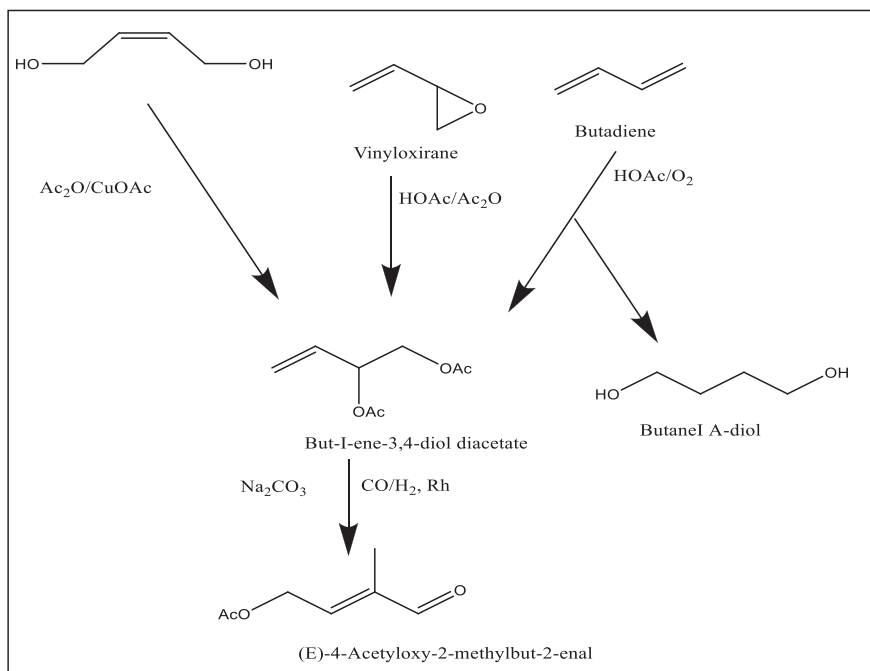 HO
OH
O
Vinyloxirane
Butadiene
Ac₂O/CuOAc
HOAc/Ac₂O
HOAc/O₂
OAc
OAc
But-I-ene-3,4-diol diacetate
HO
OH
ButaneI A-diol
Na₂CO₃
CO/H₂, Rh
AcO
O
(E)-4-Acetyloxy-2-methylbut-2-enal